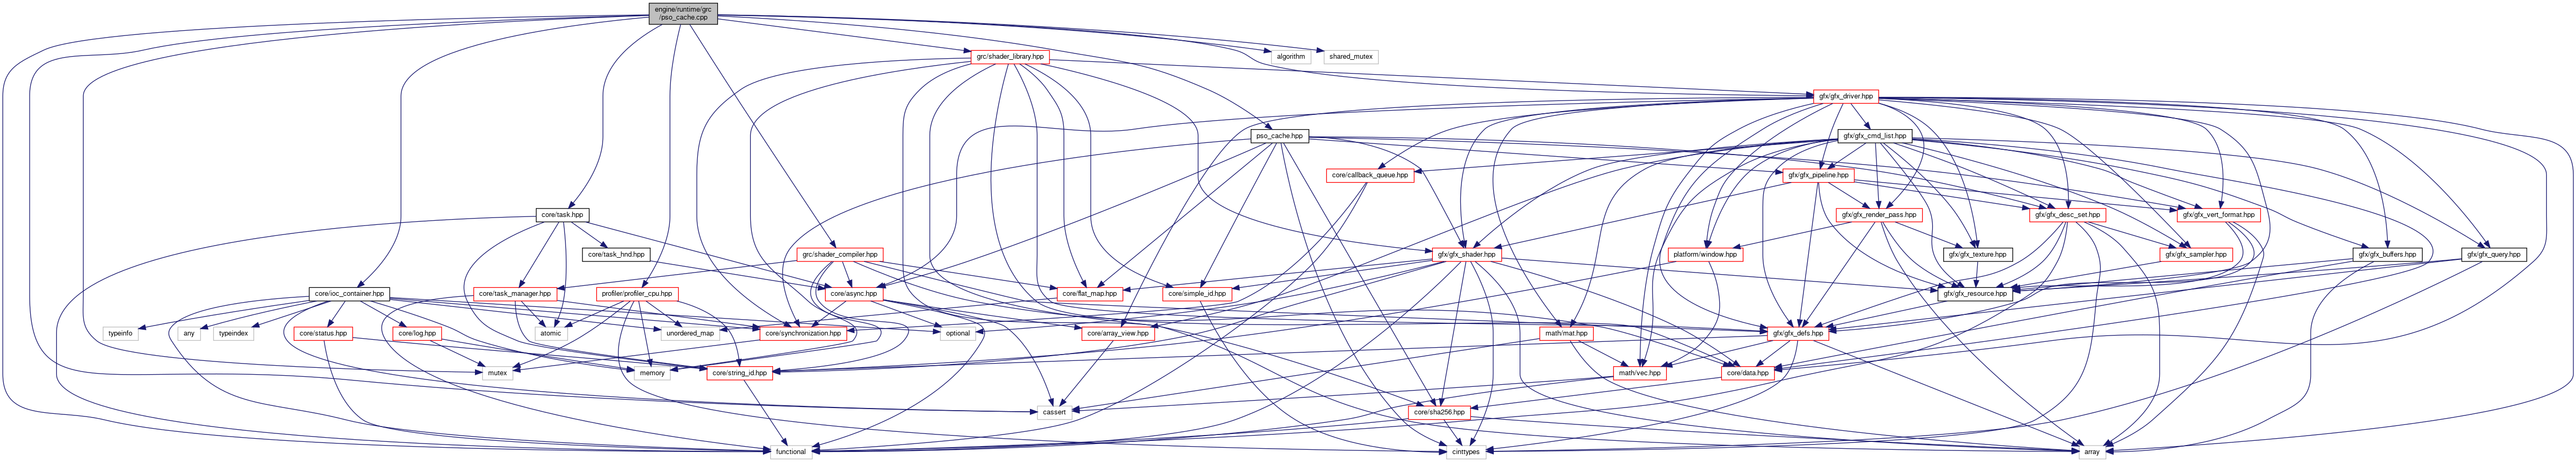 engine/runtime/grc
/pso_cache.cpp
grc/shader_library.hpp
algorithm
shared_mutex
gfx/gfx_driver.hpp
pso_cache.hpp
gfx/gfx_cmd_list.hpp
core/callback_queue.hpp
gfx/gfx_pipeline.hpp
core/task.hpp
gfx/gfx_render_pass.hpp
gfx/gfx_desc_set.hpp
gfx/gfx_vert_format.hpp
core/task_hnd.hpp
grc/shader_compiler.hpp
gfx/gfx_shader.hpp
platform/window.hpp
gfx/gfx_texture.hpp
gfx/gfx_sampler.hpp
gfx/gfx_buffers.hpp
gfx/gfx_query.hpp
core/ioc_container.hpp
core/task_manager.hpp
profiler/profiler_cpu.hpp
core/async.hpp
core/flat_map.hpp
core/simple_id.hpp
gfx/gfx_resource.hpp
typeinfo
any
typeindex
core/status.hpp
core/log.hpp
atomic
unordered_map
core/synchronization.hpp
optional
core/array_view.hpp
math/mat.hpp
gfx/gfx_defs.hpp
mutex
memory
core/string_id.hpp
math/vec.hpp
core/data.hpp
cassert
core/sha256.hpp
functional
cinttypes
array